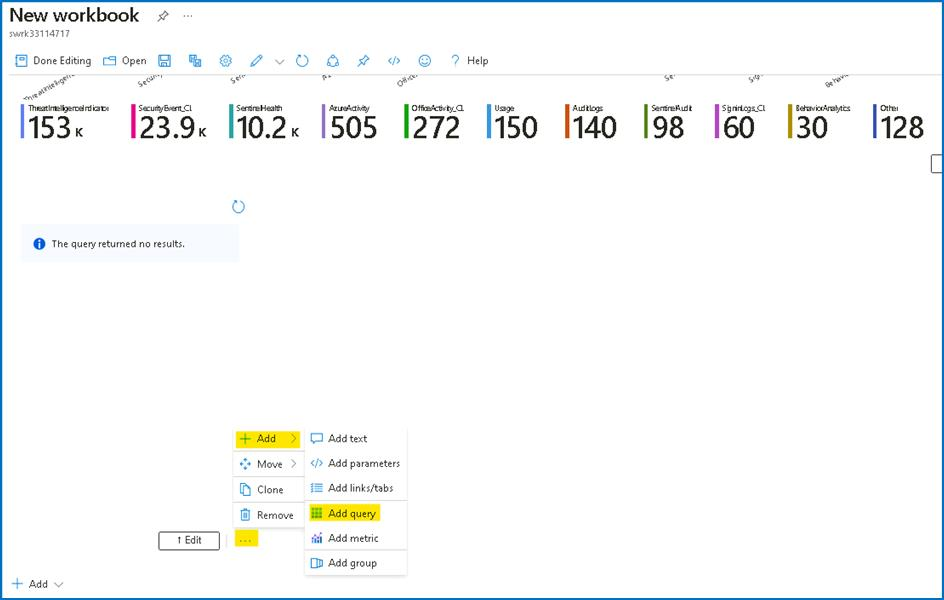 New workbook ...
swrk33114717
Done Editing Open ? Help
ThreatIntelligenceIndicator SecurityEvent_CL SentinelHealth AzureActivity OfficeActivity_CL Usage AuditLogs SentinelAudit SigninLogs_CL BehaviorAnalytics Other
153 K 23.9 K 10.2 K 505 272 150 140 98 60 30 128
The query returned no results.
Add Add text
Move Add parameters
Clone Add links/tabs
Remove Add query
↑ Edit ... Add metric
Add group
Add